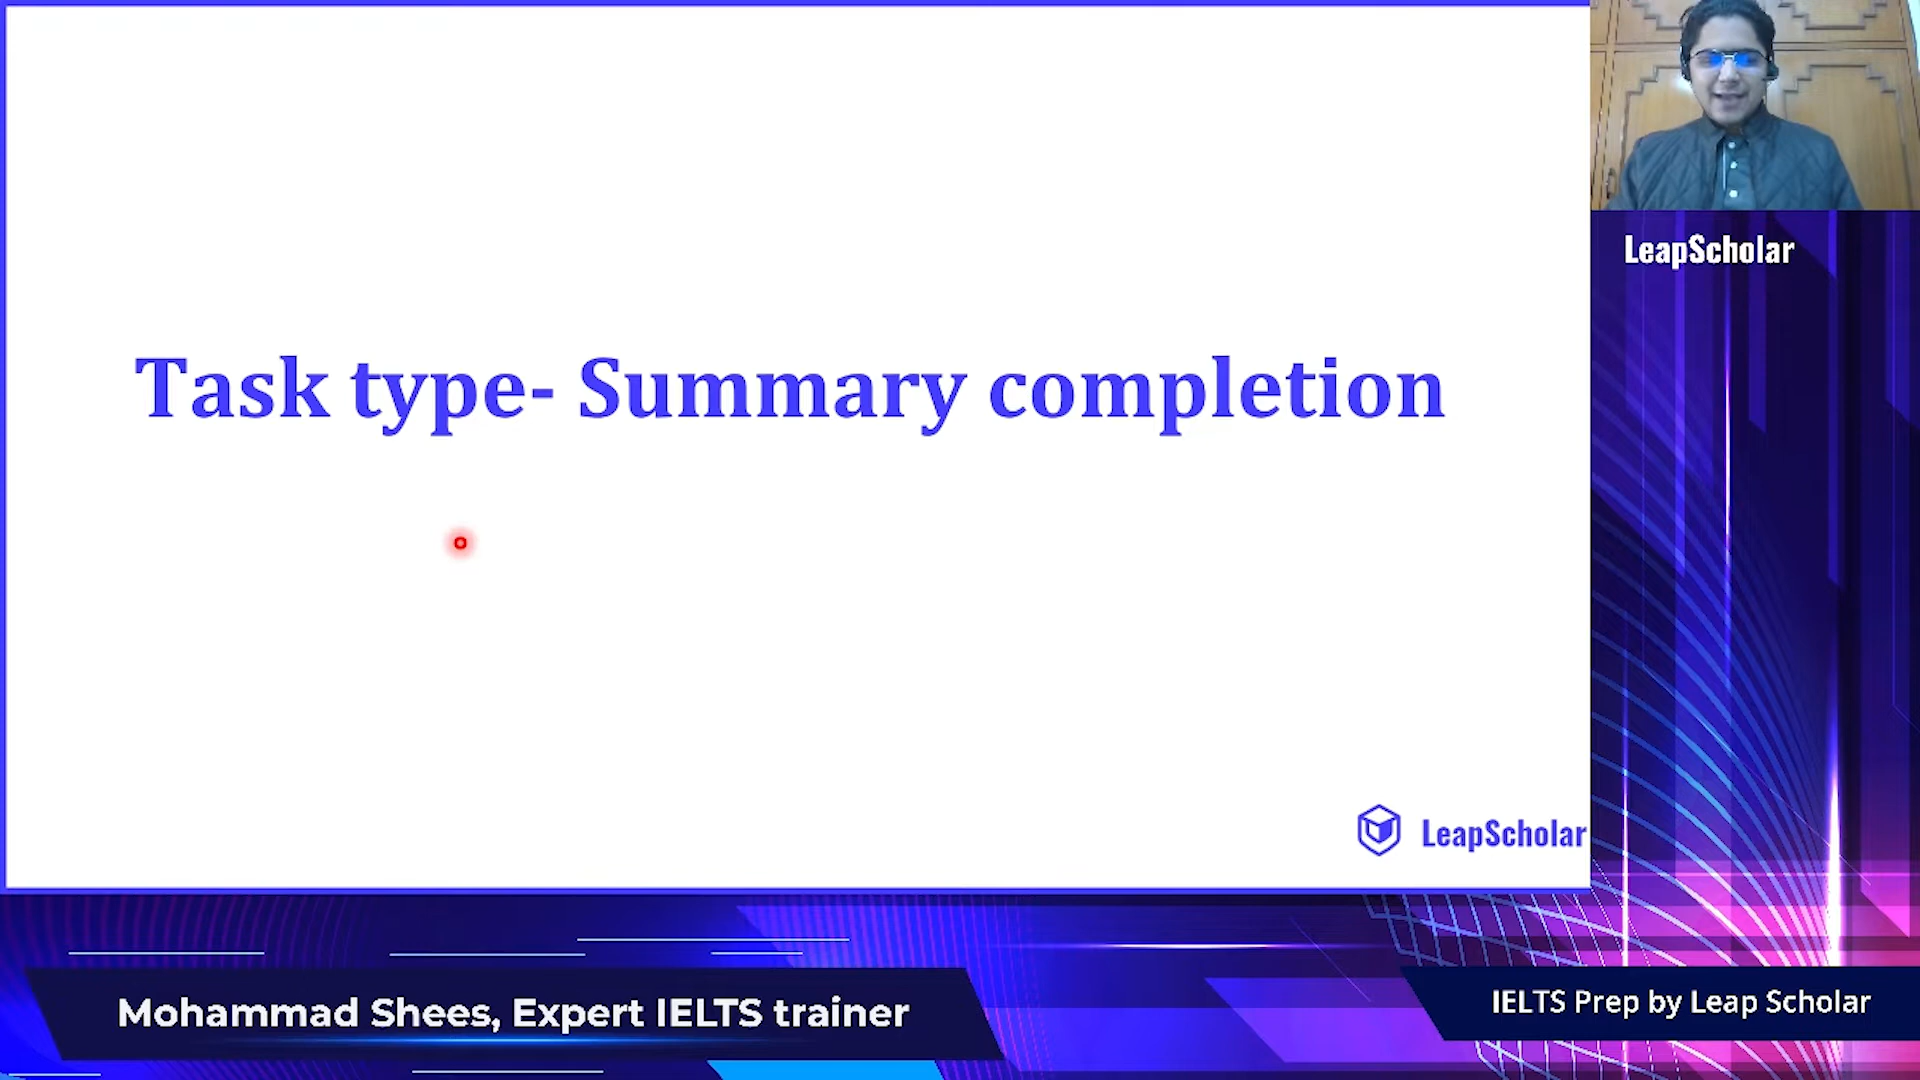 Task type- Summary completion
LeapScholar
LeapScholar
Mohammad Shees, Expert IELTS trainer
IELTS Prep by Leap Scholar